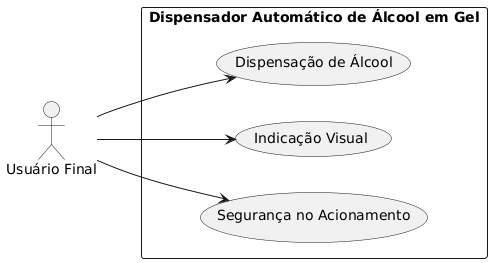 Dispensador Automático de Álcool em Gel
Dispensação de Álcool
Indicação Visual
Usuário Final
Segurança no Acionamento